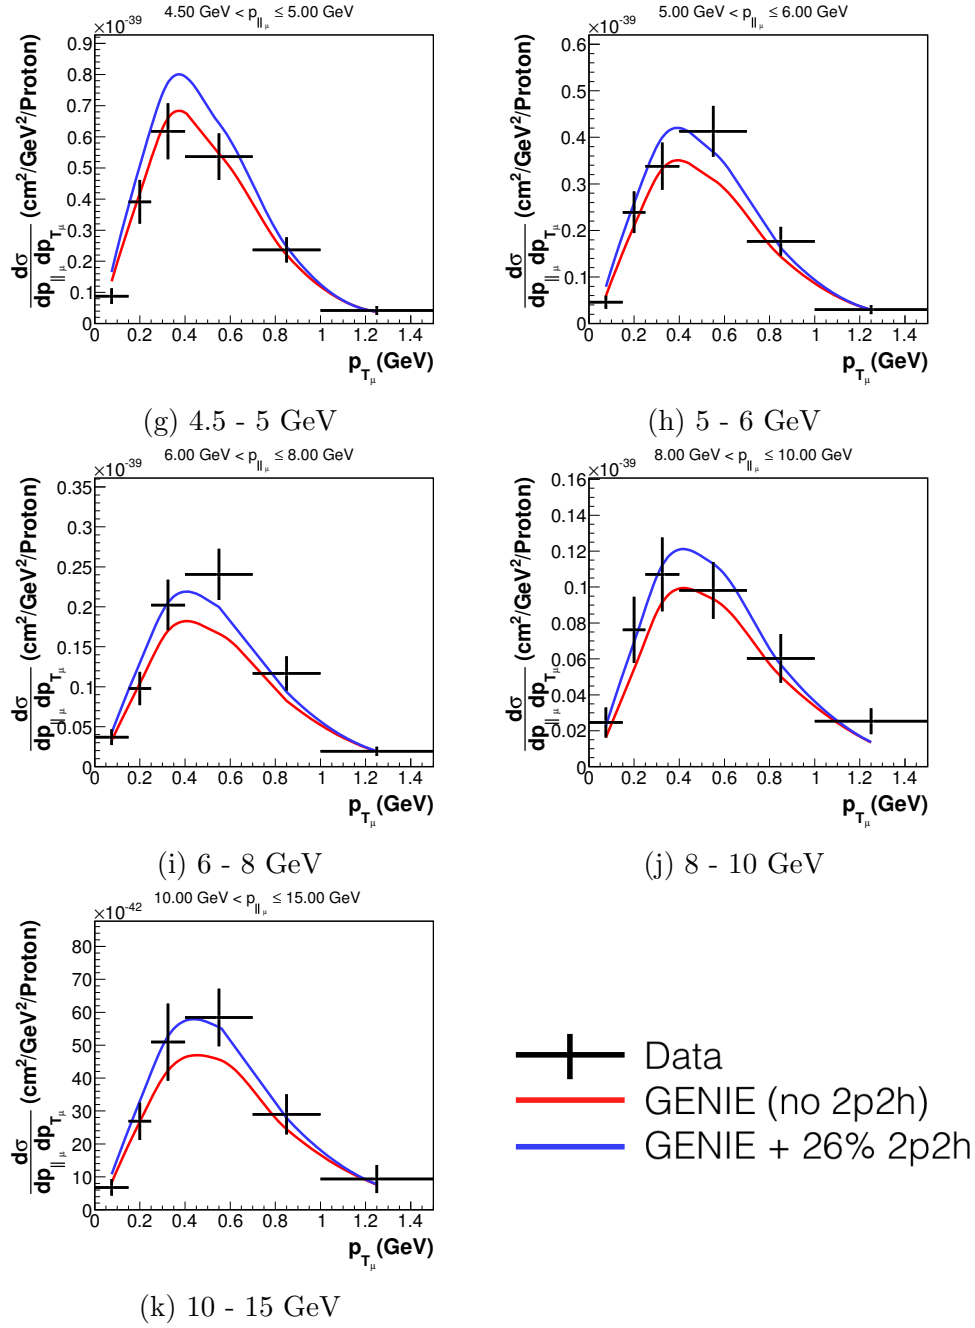 ×10⁻³⁹
4.50 GeV < p∥μ ≤ 5.00 GeV
dσ/dp∥μ dpTμ (cm²/GeV²/Proton)
0.9
0.8
0.7
0.6
0.5
0.4
0.3
0.2
0.1
0
0 0.2 0.4 0.6 0.8 1 1.2 1.4
pTμ (GeV)
(g) 4.5 - 5 GeV
×10⁻³⁹
5.00 GeV < p∥μ ≤ 6.00 GeV
dσ/dp∥μ dpTμ (cm²/GeV²/Proton)
0.6
0.5
0.4
0.3
0.2
0.1
0
0 0.2 0.4 0.6 0.8 1 1.2 1.4
pTμ (GeV)
(h) 5 - 6 GeV
×10⁻³⁹
6.00 GeV < p∥μ ≤ 8.00 GeV
dσ/dp∥μ dpTμ (cm²/GeV²/Proton)
0.35
0.3
0.25
0.2
0.15
0.1
0.05
0
0 0.2 0.4 0.6 0.8 1 1.2 1.4
pTμ (GeV)
(i) 6 - 8 GeV
×10⁻³⁹
8.00 GeV < p∥μ ≤ 10.00 GeV
dσ/dp∥μ dpTμ (cm²/GeV²/Proton)
0.16
0.14
0.12
0.1
0.08
0.06
0.04
0.02
0
0 0.2 0.4 0.6 0.8 1 1.2 1.4
pTμ (GeV)
(j) 8 - 10 GeV
×10⁻⁴²
10.00 GeV < p∥μ ≤ 15.00 GeV
dσ/dp∥μ dpTμ (cm²/GeV²/Proton)
80
70
60
50
40
30
20
10
0
0 0.2 0.4 0.6 0.8 1 1.2 1.4
pTμ (GeV)
(k) 10 - 15 GeV
Data
GENIE (no 2p2h)
GENIE + 26% 2p2h